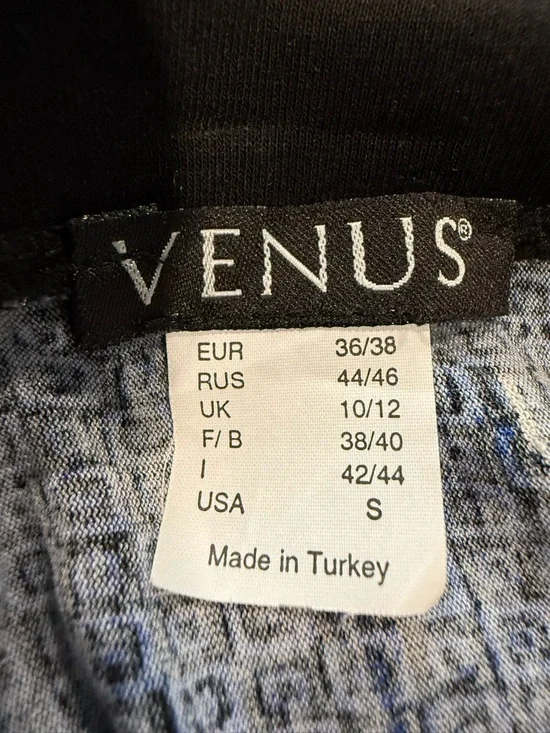 VENUS®
EUR 36/38
RUS 44/46
UK 10/12
F/ B 38/40
I 42/44
USA S
Made in Turkey